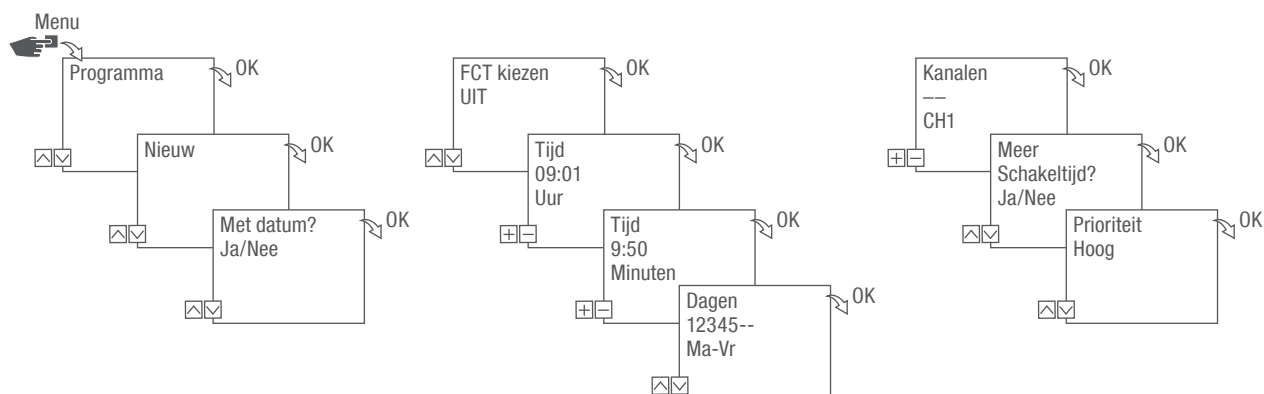 Menu
Programma
OK
Nieuw
OK
Met datum?
Ja/Nee
OK
FCT kiezen
UIT
OK
Tijd
09:01
Uur
OK
Tijd
9:50
Minuten
OK
Dagen
12345--
Ma-Vr
OK
Kanalen
––
CH1
OK
Meer
Schakeltijd?
Ja/Nee
OK
Prioriteit
Hoog
OK